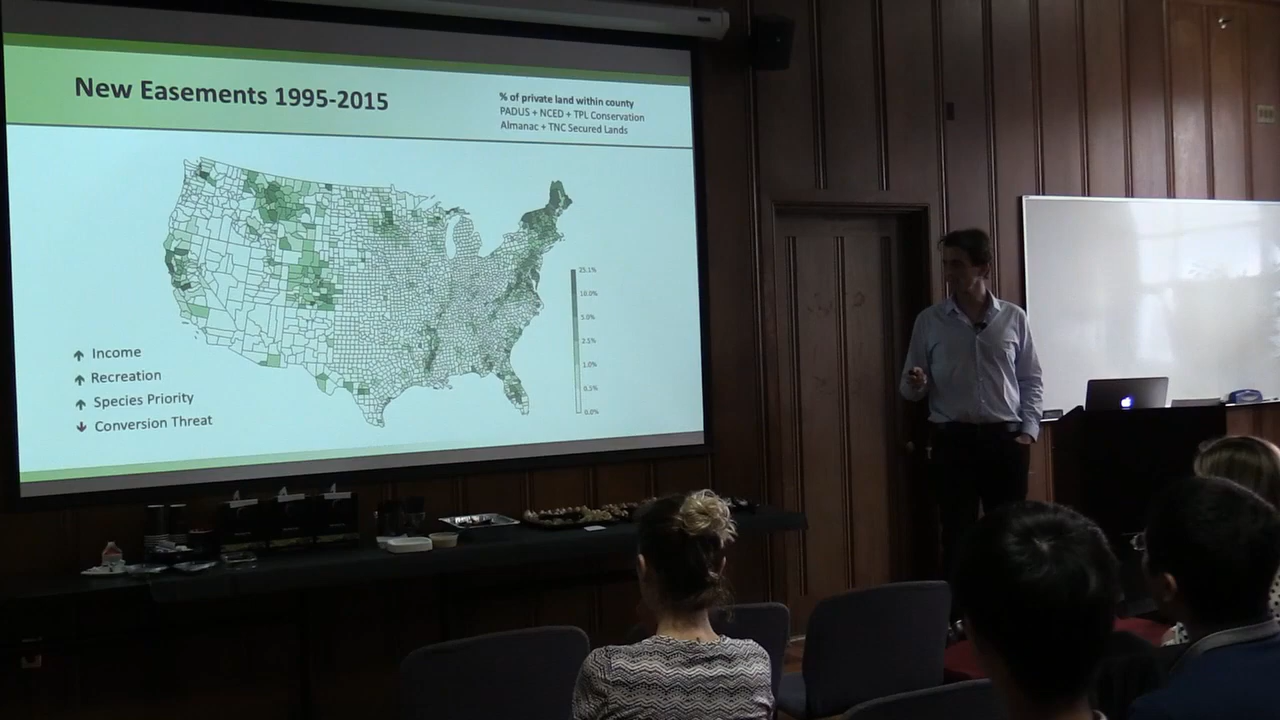 New Easements 1995-2015
% of private land within county
PADUS + NCED + TPL Conservation
Almanac + TNC Secured Lands
25.1%
10.0%
5.0%
2.5%
1.0%
0.5%
0.0%
Income
Recreation
Species Priority
Conversion Threat